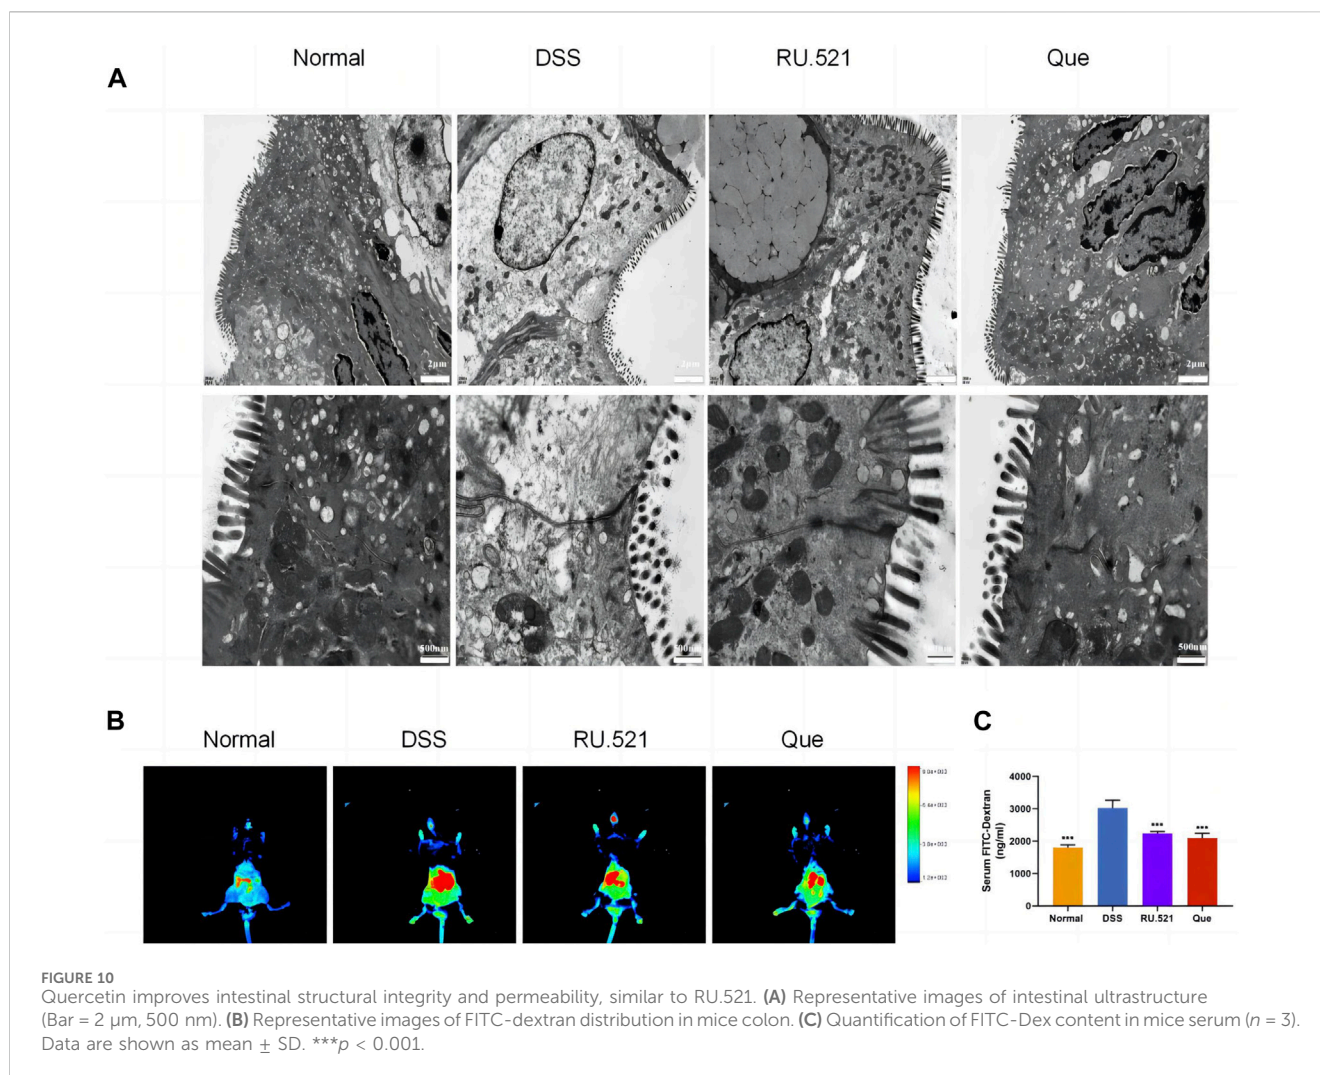 Normal DSS RU.521 Que
A
2μm 2μm 2μm
500nm 500nm 500nm
B
Normal DSS RU.521 Que
C
4000
3000
2000
1000
0
Serum FITC-Dextran
(ng/ml)
*** *** ***
Normal DSS RU.521 Que
FIGURE 10
Quercetin improves intestinal structural integrity and permeability, similar to RU.521. (A) Representative images of intestinal ultrastructure
(Bar = 2 μm, 500 nm). (B) Representative images of FITC-dextran distribution in mice colon. (C) Quantification of FITC-Dex content in mice serum (n = 3).
Data are shown as mean ± SD. ***p < 0.001.